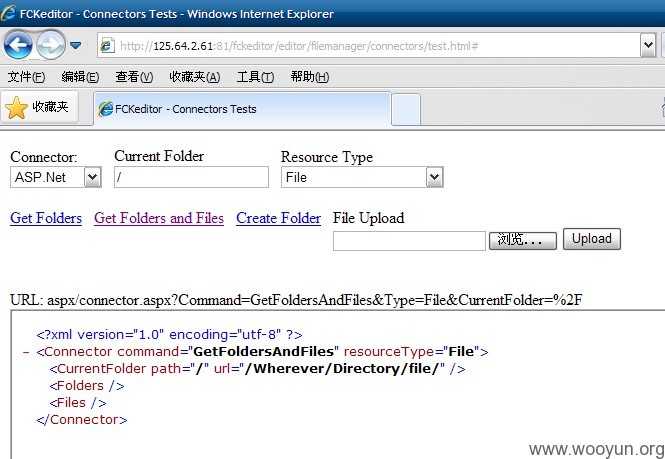 FCKeditor - Connectors Tests - Windows Internet Explorer
http://125.64.2.61:81/fckeditor/editor/filemanager/connectors/test.html#
文件(F) 编辑(E) 查看(V) 收藏夹(A) 工具(T) 帮助(H)
收藏夹 FCKeditor - Connectors Tests
Connector: Current Folder Resource Type
ASP.Net / File
Get Folders Get Folders and Files Create Folder File Upload
浏览... Upload
URL: aspx/connector.aspx?Command=GetFoldersAndFiles&Type=File&CurrentFolder=%2F
<?xml version="1.0" encoding="utf-8" ?>
- <Connector command="GetFoldersAndFiles" resourceType="File">
<CurrentFolder path="/" url="/Wherever/Directory/file/" />
<Folders />
<Files />
</Connector>
www.wooyun.org